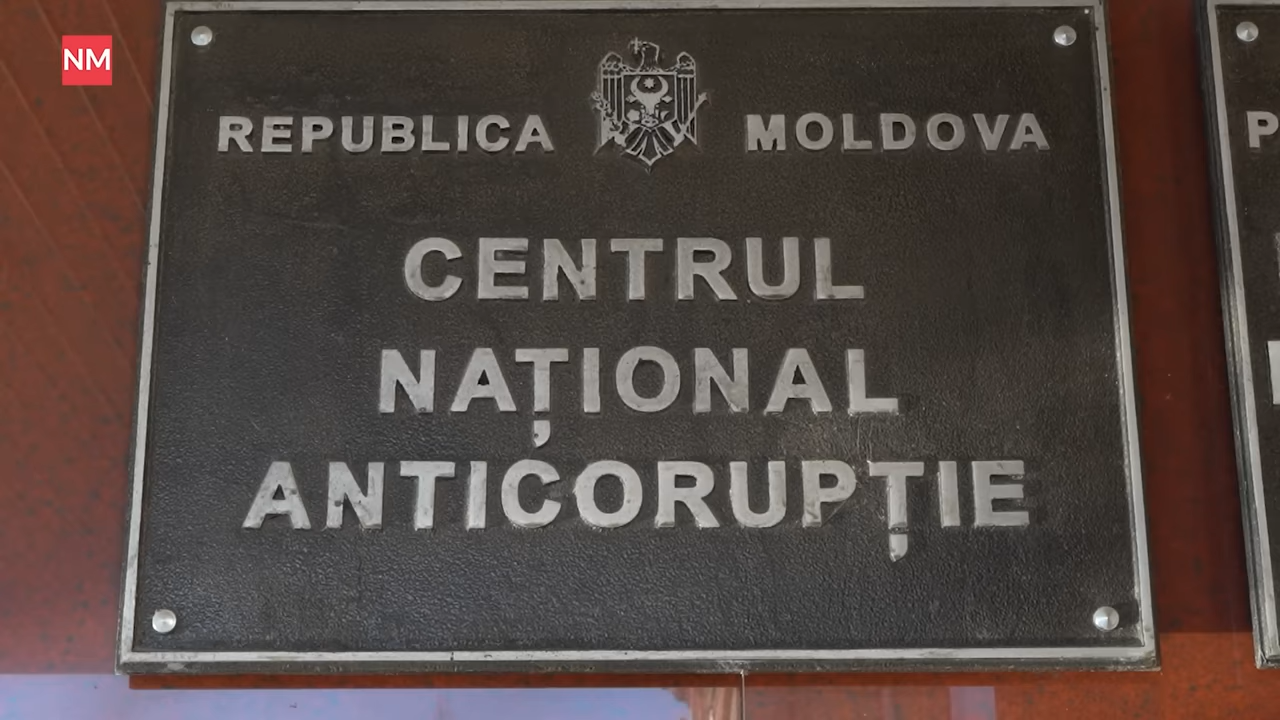 NM
REPUBLICA MOLDOVA
CENTRUL
NAȚIONAL
ANTICORUPȚIE